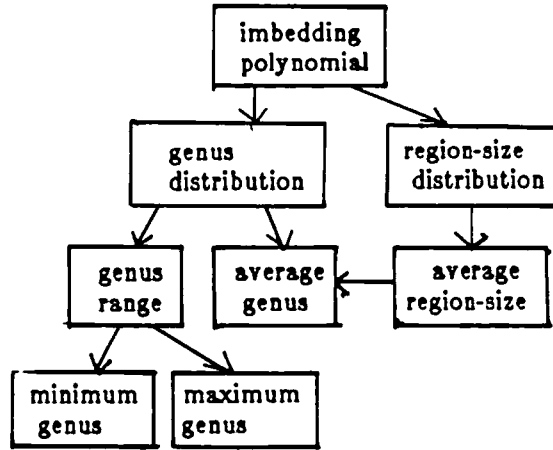 imbedding
polynomial
genus
distribution
region-size
distribution
genus
range
average
genus
average
region-size
minimum
genus
maximum
genus